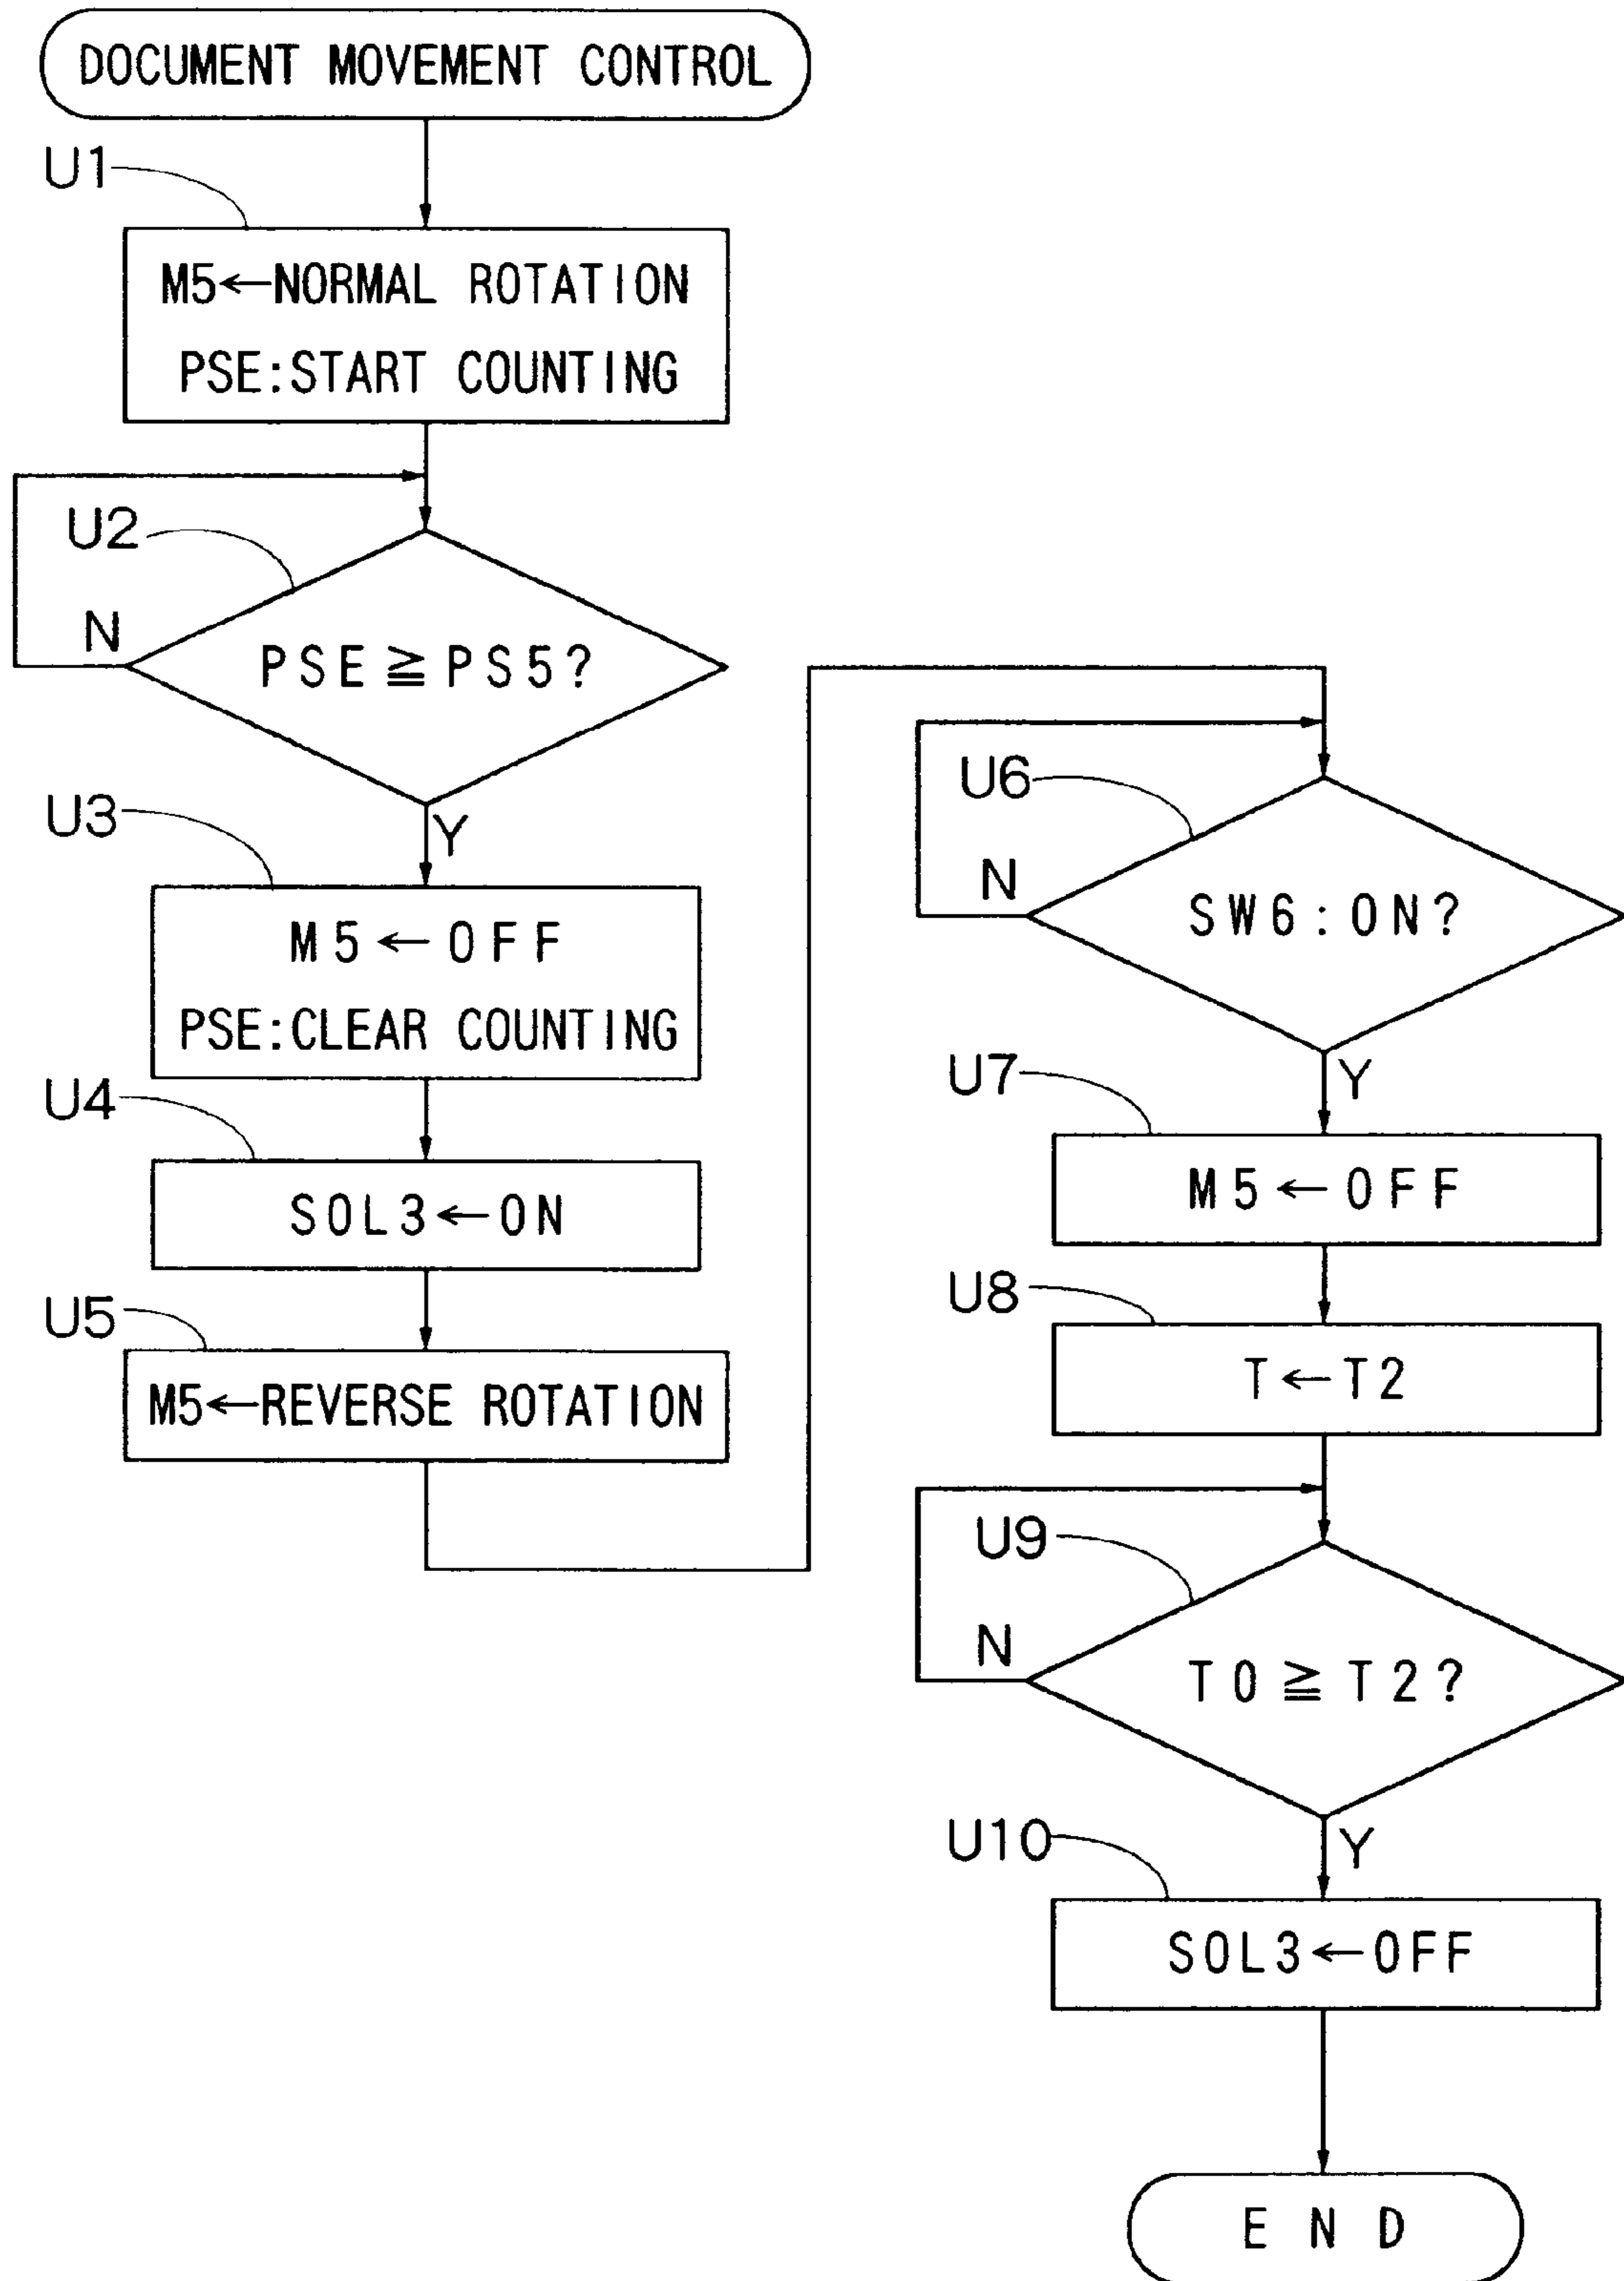 DOCUMENT MOVEMENT CONTROL
U1
M5←NORMAL ROTATION
PSE:START COUNTING
U2
N
PSE≧PS5?
Y
U3
M5←OFF
PSE:CLEAR COUNTING
U4
SOL3←ON
U5
M5←REVERSE ROTATION
U6
N
SW6:ON?
Y
U7
M5←OFF
U8
T←T2
U9
N
T0≧T2?
Y
U10
SOL3←OFF
END